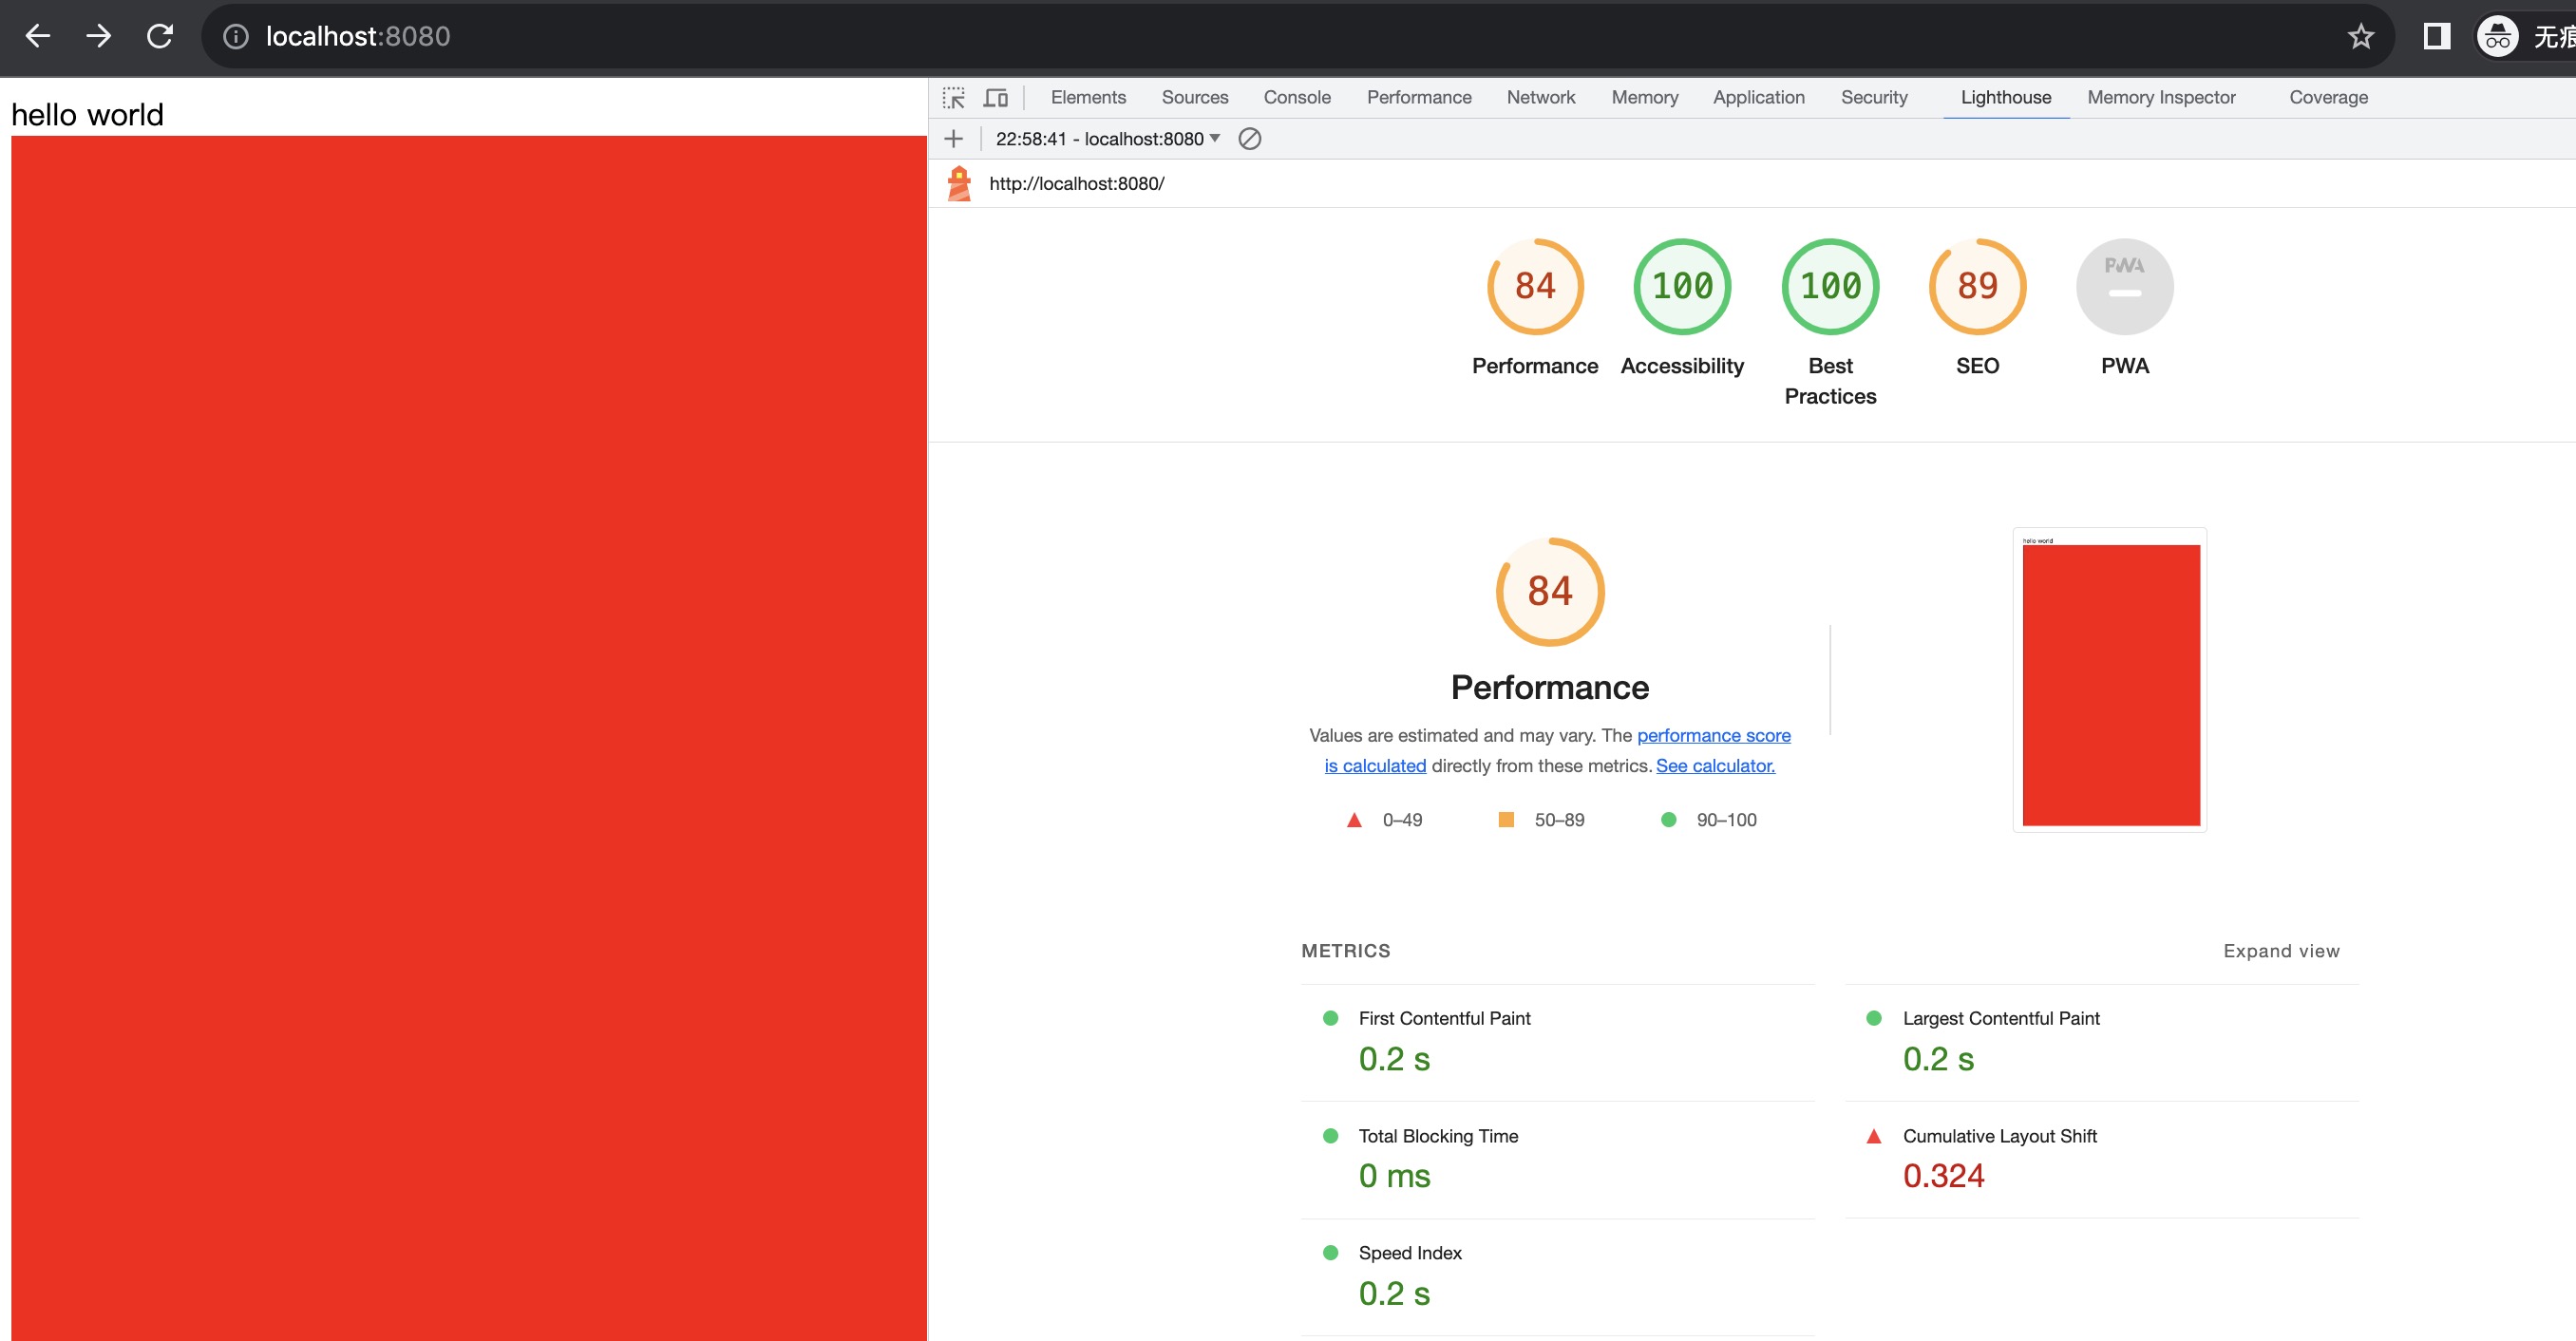 localhost:8080
无痕
hello world
Elements Sources Console Performance Network Memory Application Security Lighthouse Memory Inspector Coverage
22:58:41 - localhost:8080
http://localhost:8080/
84 100 100 89 PWA
Performance Accessibility Best Practices SEO PWA
hello world
84
Performance
Values are estimated and may vary. The performance score
is calculated directly from these metrics. See calculator.
0–49 50–89 90–100
METRICS Expand view
First Contentful Paint
0.2 s
Largest Contentful Paint
0.2 s
Total Blocking Time
0 ms
Cumulative Layout Shift
0.324
Speed Index
0.2 s